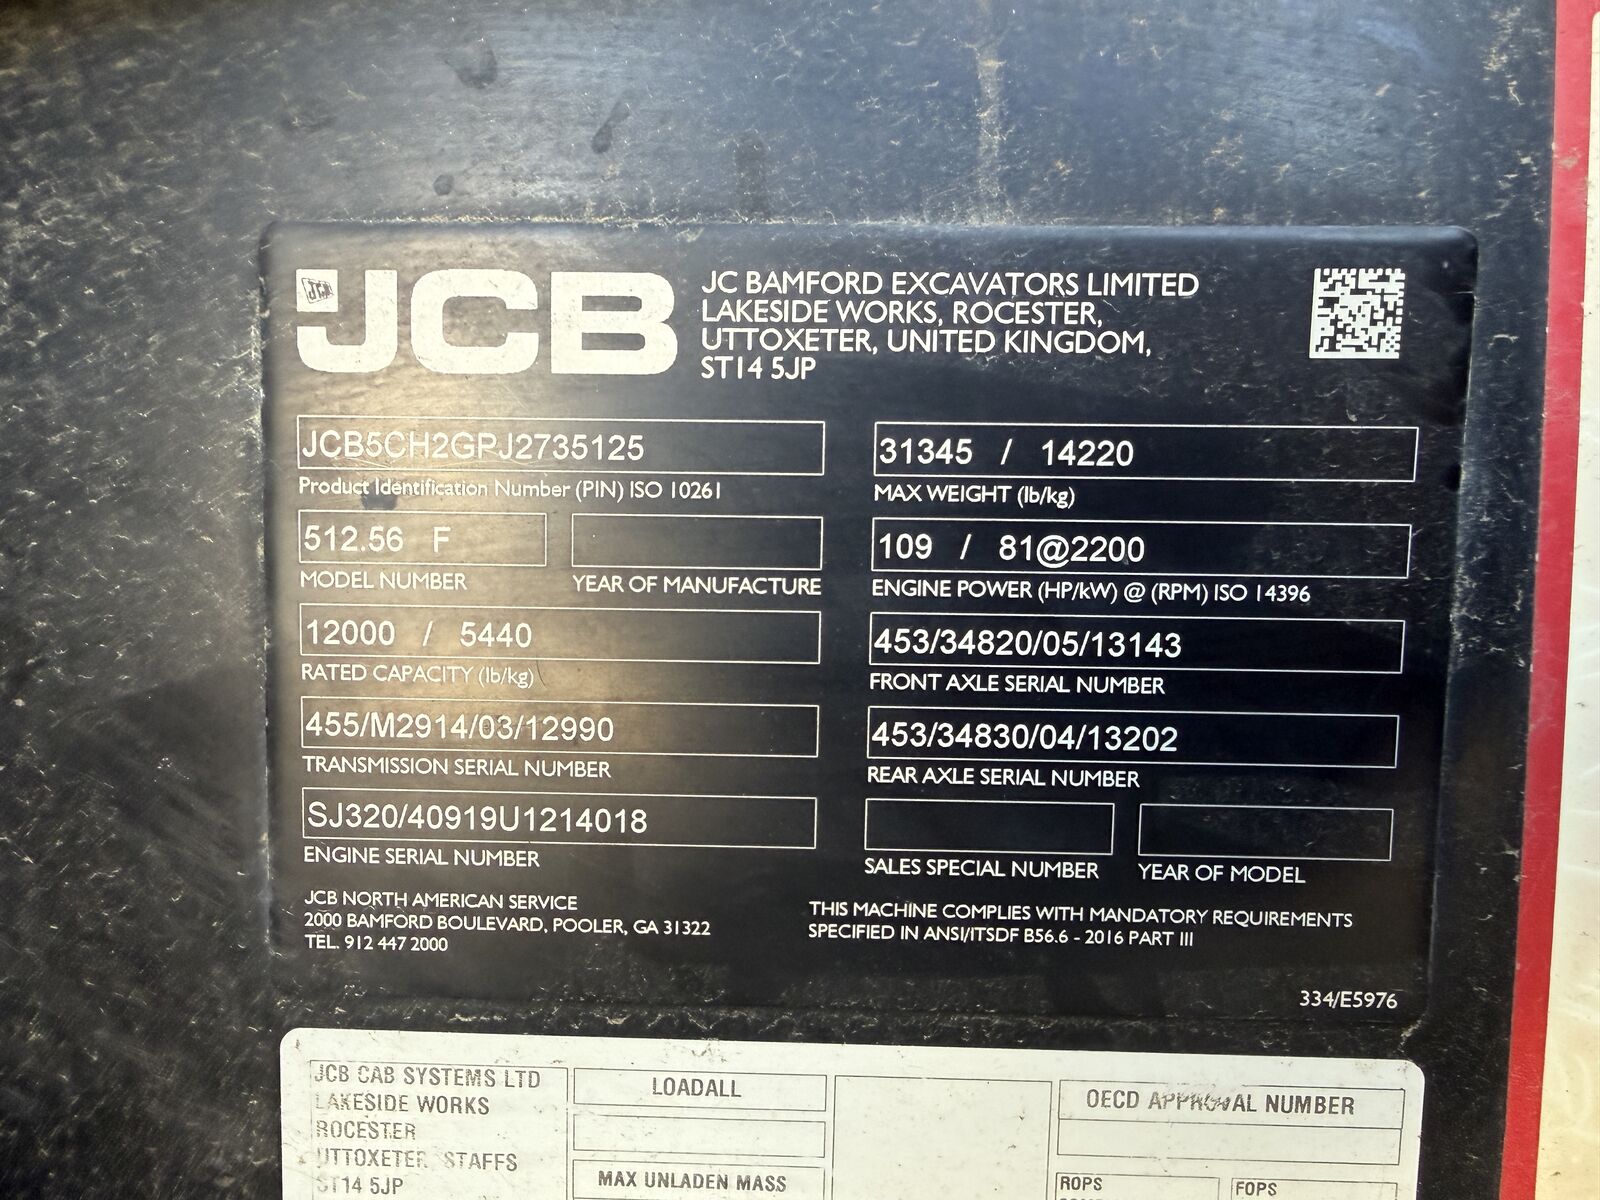 JCB
JC BAMFORD EXCAVATORS LIMITED
LAKESIDE WORKS, ROCESTER,
UTTOXETER, UNITED KINGDOM,
ST14 5JP
JCB5CH2GPJ2735125
Product Identification Number (PIN) ISO 10261
512.56 F
MODEL NUMBER
YEAR OF MANUFACTURE
12000 / 5440
RATED CAPACITY (lb/kg)
455/M2914/03/12990
TRANSMISSION SERIAL NUMBER
SJ320/40919U1214018
ENGINE SERIAL NUMBER
31345 / 14220
MAX WEIGHT (lb/kg)
109 / 81@2200
ENGINE POWER (HP/kW) @ (RPM) ISO 14396
453/34820/05/13143
FRONT AXLE SERIAL NUMBER
453/34830/04/13202
REAR AXLE SERIAL NUMBER
SALES SPECIAL NUMBER
YEAR OF MODEL
JCB NORTH AMERICAN SERVICE
2000 BAMFORD BOULEVARD, POOLER, GA 31322
TEL. 912 447 2000
THIS MACHINE COMPLIES WITH MANDATORY REQUIREMENTS
SPECIFIED IN ANSI/ITSDF B56.6 - 2016 PART III
334/E5976
JCB CAB SYSTEMS LTD
LAKESIDE WORKS
ROCESTER
UTTOXETER STAFFS
ST14 5JP
LOADALL
MAX UNLADEN MASS
OECD APPROVAL NUMBER
ROPS
FOPS